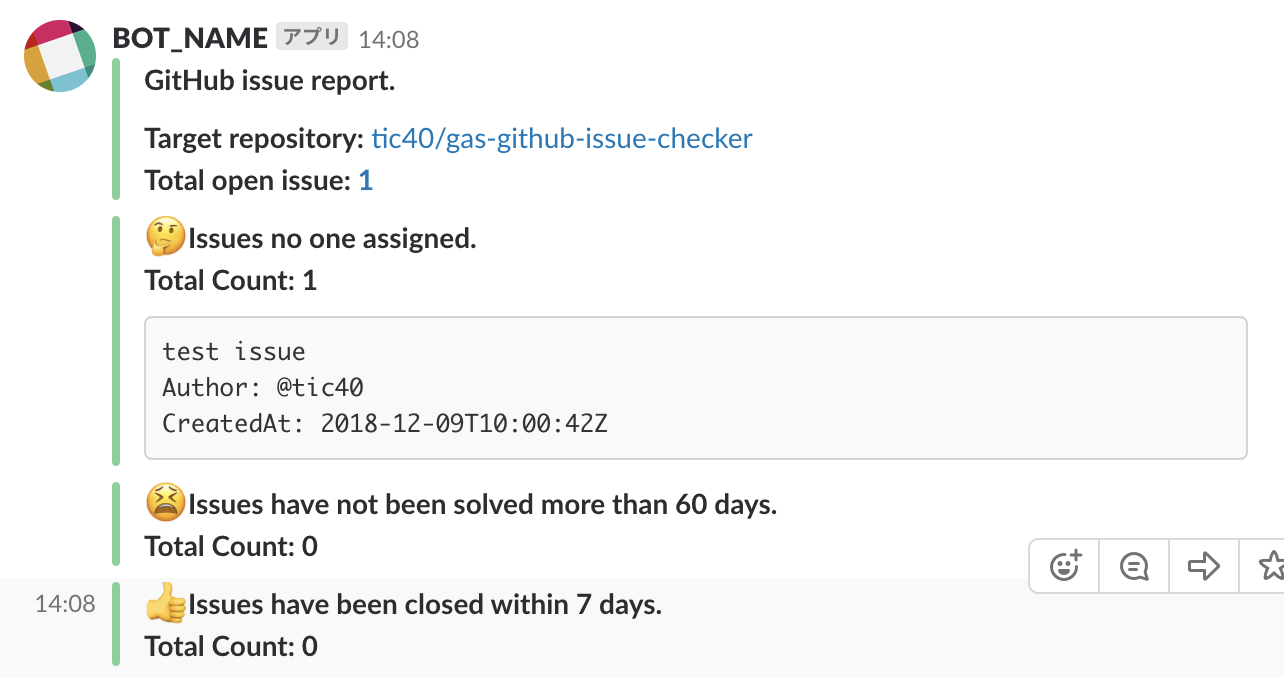 BOT_NAME アプリ 14:08
GitHub issue report.
Target repository: tic40/gas-github-issue-checker
Total open issue: 1
🤔Issues no one assigned.
Total Count: 1
test issue
Author: @tic40
CreatedAt: 2018-12-09T10:00:42Z
😫Issues have not been solved more than 60 days.
Total Count: 0
14:08 👍Issues have been closed within 7 days.
Total Count: 0